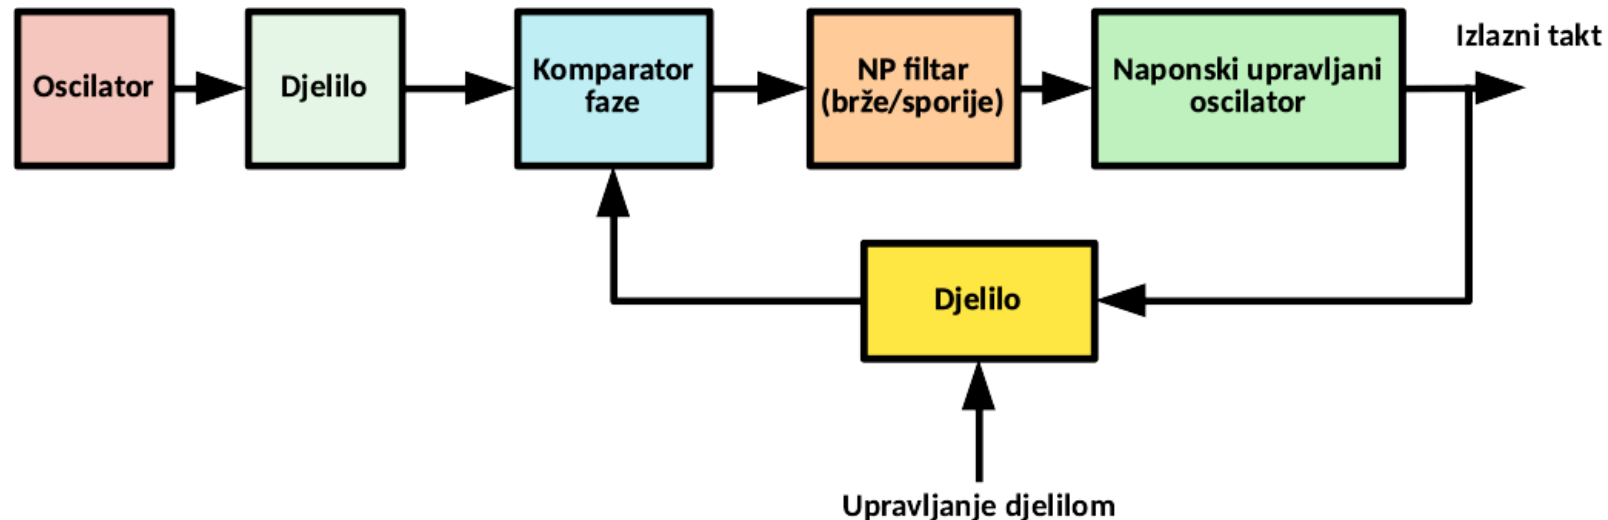 Izlazni takt
Oscilator
Djelilo
Komparator
faze
NP filtar
(brže/sporije)
Naponski upravljani
oscilator
Djelilo
Upravljanje djelilom